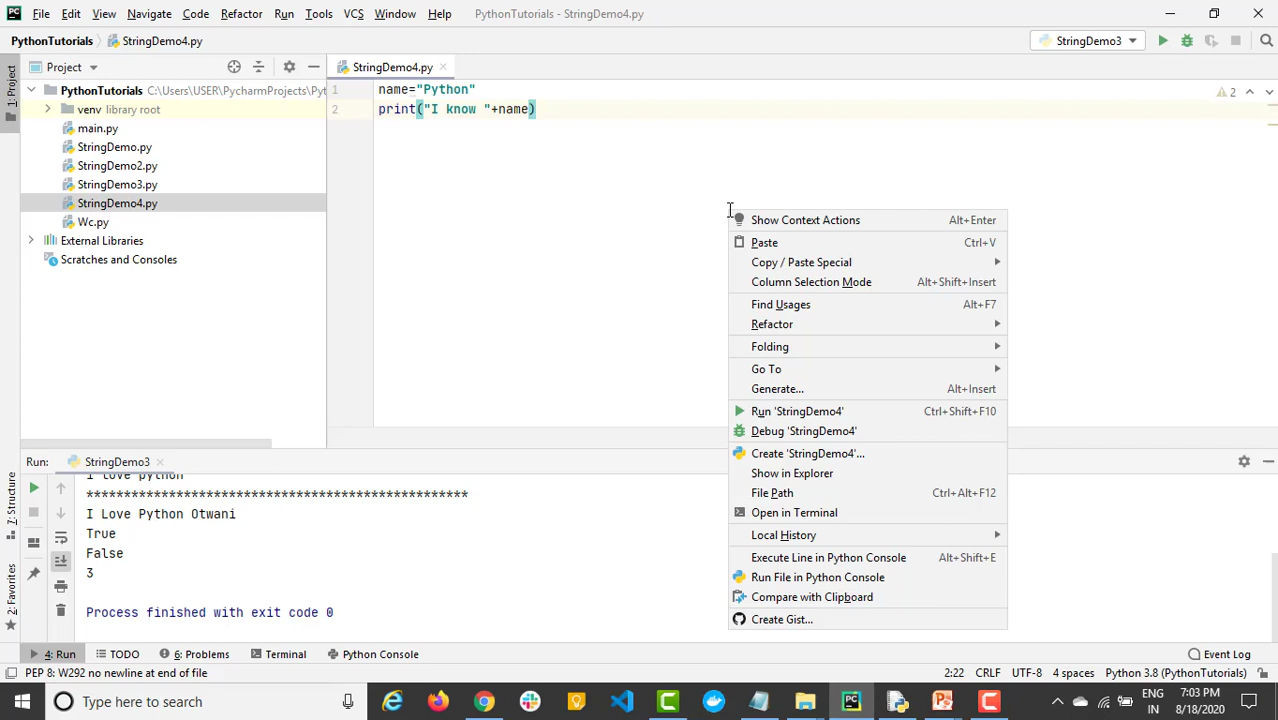 PC File Edit View Navigate Code Refactor Run Tools VCS Window Help PythonTutorials - StringDemo4.py
PythonTutorials StringDemo4.py StringDemo3
1: Project
Project
StringDemo4.py
PythonTutorials C:\Users\USER\PycharmProjects\Pyt
venv library root
main.py
StringDemo.py
StringDemo2.py
StringDemo3.py
StringDemo4.py
Wc.py
External Libraries
Scratches and Consoles
1 name="Python"
2 print("I know "+name)
2
Show Context Actions Alt+Enter
Paste Ctrl+V
Copy / Paste Special
Column Selection Mode Alt+Shift+Insert
Find Usages Alt+F7
Refactor
Folding
Go To
Generate... Alt+Insert
Run 'StringDemo4' Ctrl+Shift+F10
Debug 'StringDemo4'
Create 'StringDemo4'...
Show in Explorer
File Path Ctrl+Alt+F12
Open in Terminal
Local History
Execute Line in Python Console Alt+Shift+E
Run File in Python Console
Compare with Clipboard
Create Gist...
Run: StringDemo3
I love python
***************************************************
I Love Python Otwani
True
False
3
Process finished with exit code 0
7: Structure
2: Favorites
4: Run TODO 6: Problems Terminal Python Console Event Log
PEP 8: W292 no newline at end of file 2:22 CRLF UTF-8 4 spaces Python 3.8 (PythonTutorials)
Type here to search
ENG
IN
7:03 PM
8/18/2020